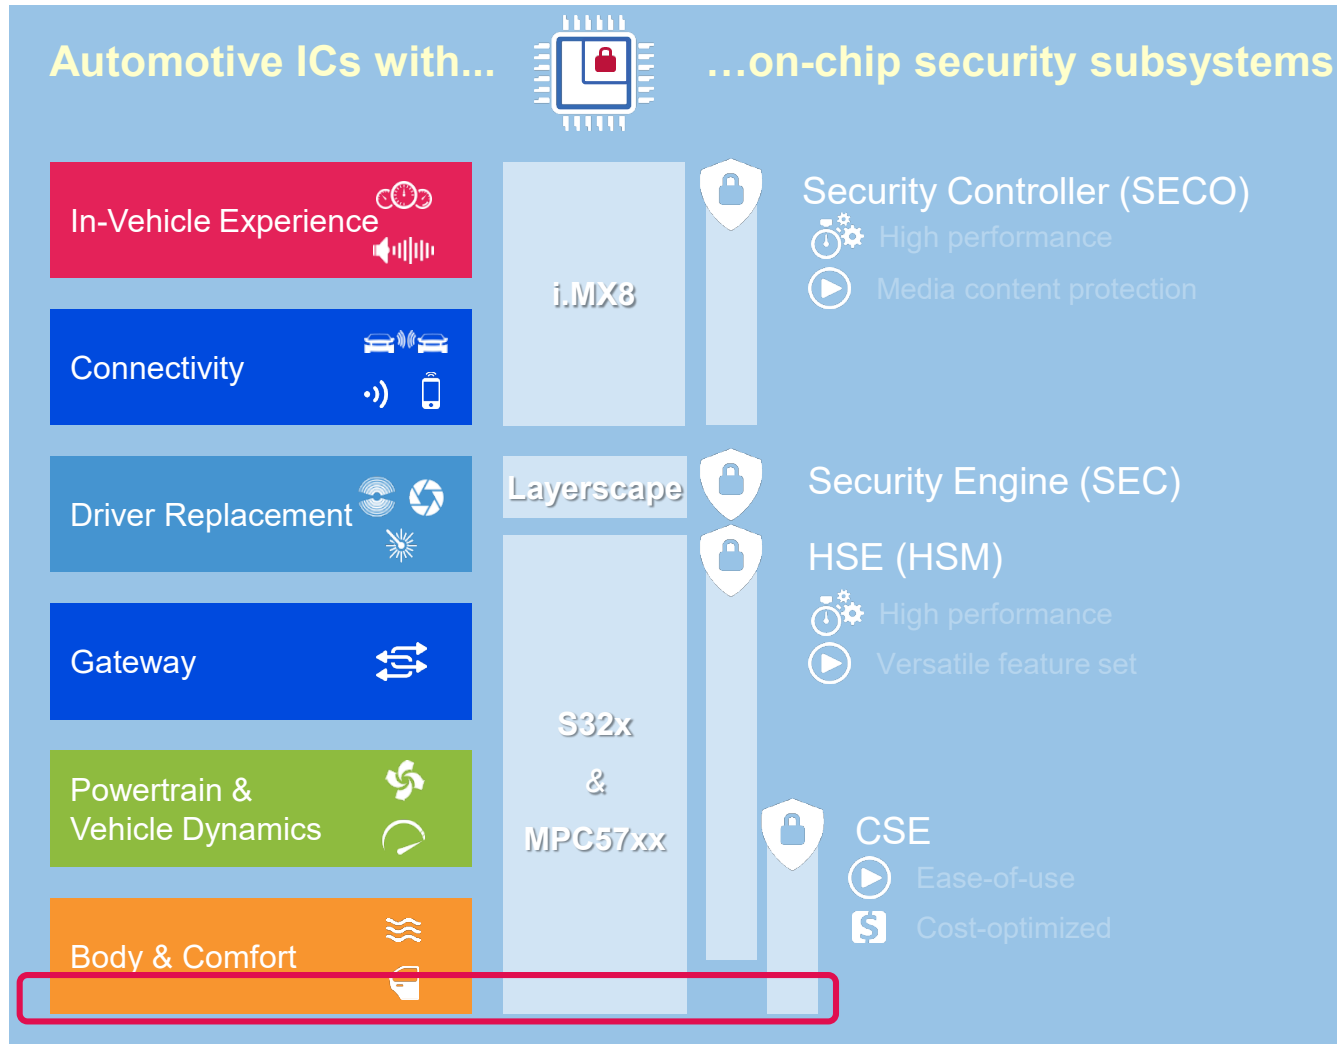 Automotive ICs with...
...on-chip security subsystems
In-Vehicle Experience
Connectivity
Driver Replacement
Gateway
Powertrain &
Vehicle Dynamics
Body & Comfort
i.MX8
Layerscape
S32x
&
MPC57xx
Security Controller (SECO)
High performance
Media content protection
Security Engine (SEC)
HSE (HSM)
High performance
Versatile feature set
CSE
Ease-of-use
$ Cost-optimized